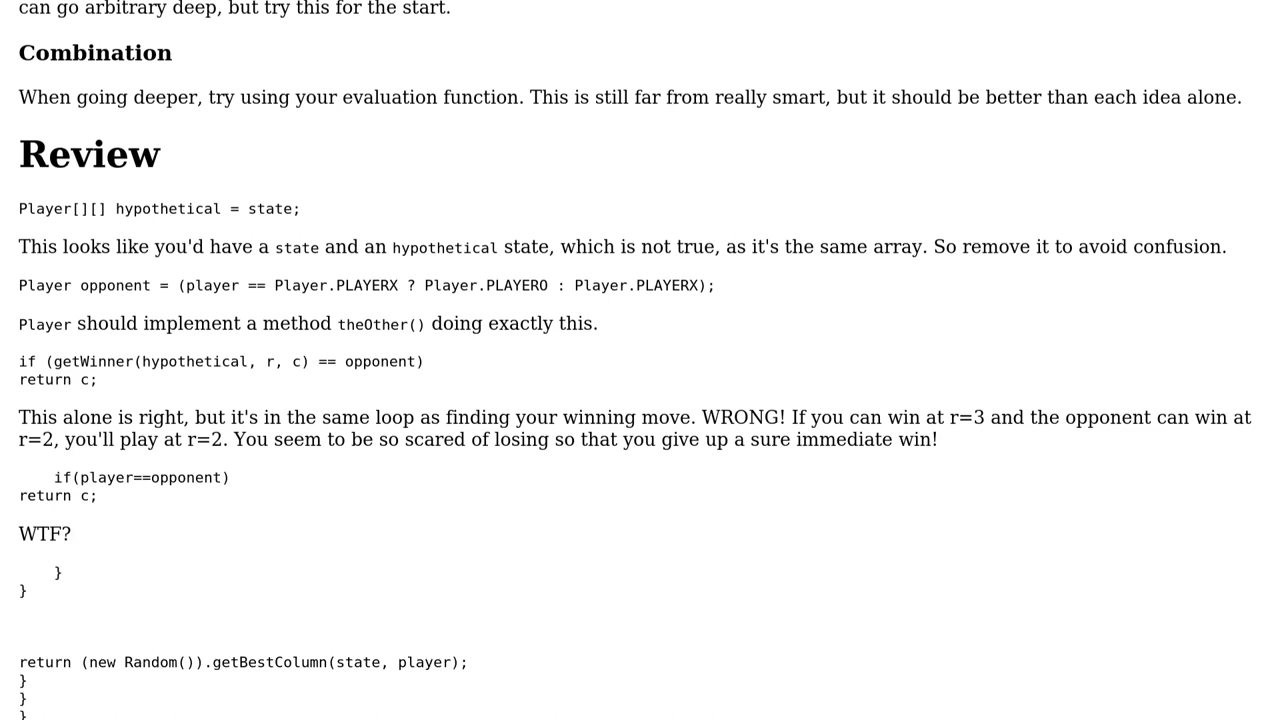 can go arbitrary deep, but try this for the start.
Combination
When going deeper, try using your evaluation function. This is still far from really smart, but it should be better than each idea alone.
Review
Player[][] hypothetical = state;
This looks like you'd have a state and an hypothetical state, which is not true, as it's the same array. So remove it to avoid confusion.
Player opponent = (player == Player.PLAYERX ? Player.PLAYERO : Player.PLAYERX);
Player should implement a method theOther() doing exactly this.
if (getWinner(hypothetical, r, c) == opponent)
return c;
This alone is right, but it's in the same loop as finding your winning move. WRONG! If you can win at r=3 and the opponent can win at
r=2, you'll play at r=2. You seem to be so scared of losing so that you give up a sure immediate win!
    if(player==opponent)
return c;
WTF?
    }
}
return (new Random()).getBestColumn(state, player);
}
}
}